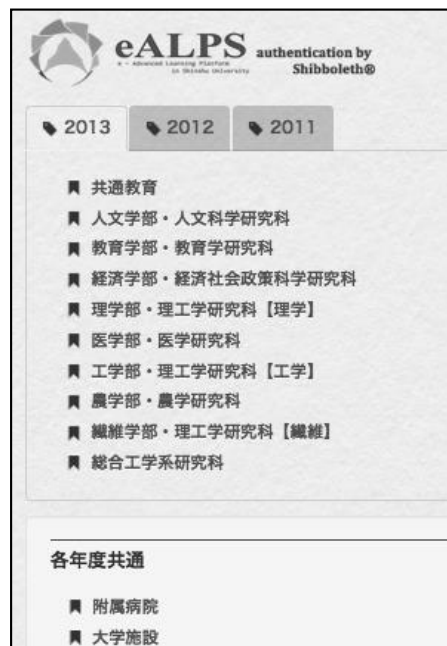 eALPS authentication by
e - Advanced Learning Platform Shibboleth®
in Shinshu University
2013 2012 2011
共通教育
人文学部・人文科学研究科
教育学部・教育学研究科
経済学部・経済社会政策科学研究科
理学部・理工学研究科【理学】
医学部・医学研究科
工学部・理工学研究科【工学】
農学部・農学研究科
繊維学部・理工学研究科【繊維】
総合工学系研究科
各年度共通
附属病院
大学施設